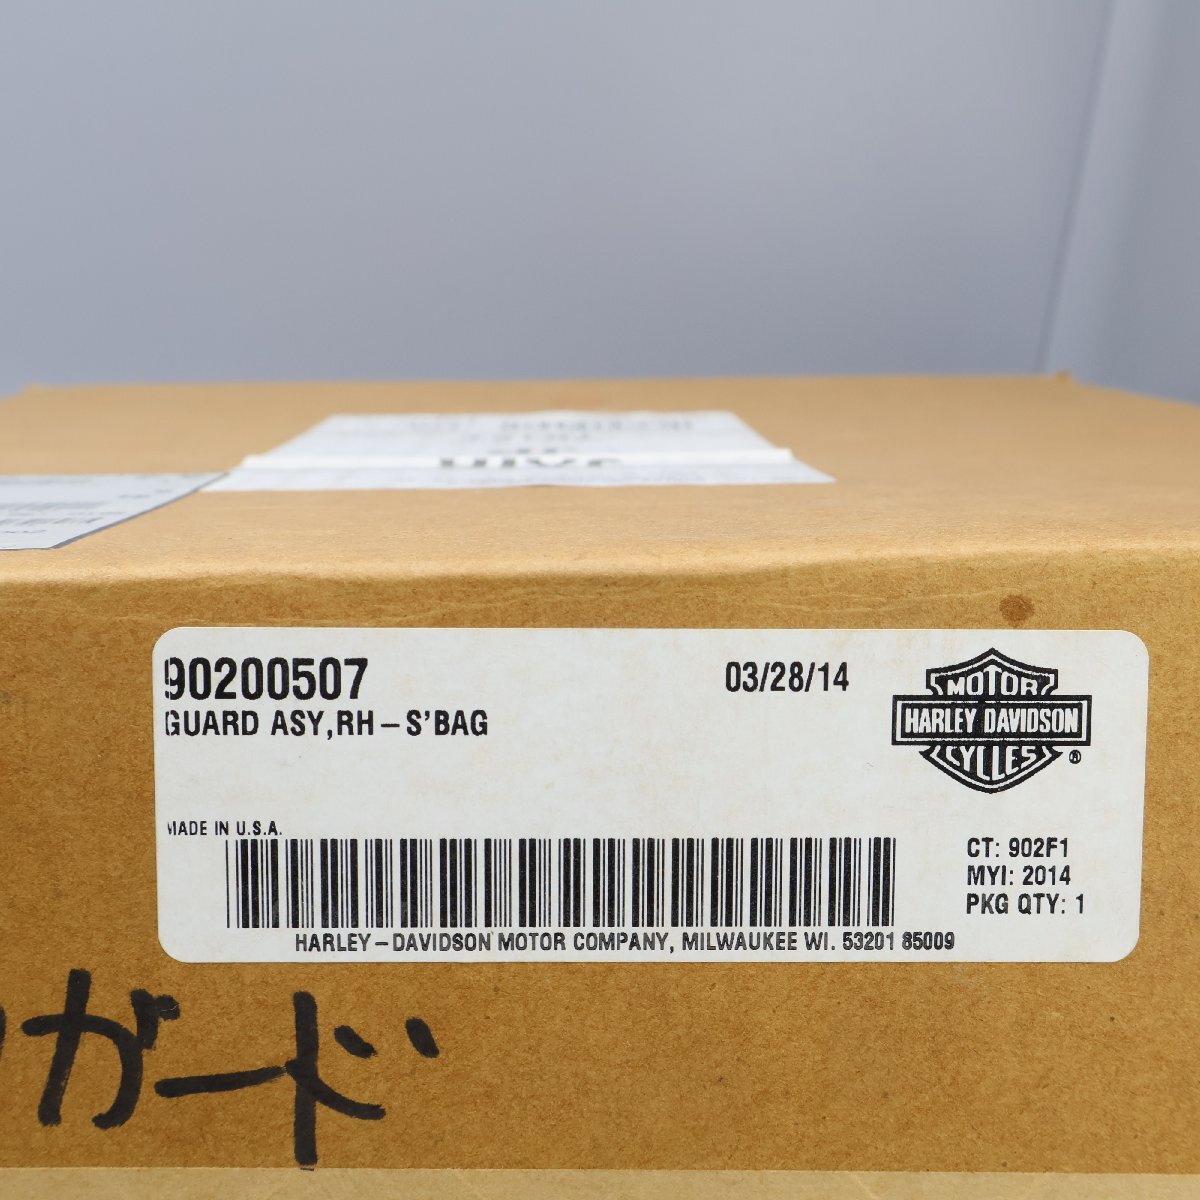 90200507
03/28/14
GUARD ASY,RH–S'BAG
MOTOR
HARLEY-DAVIDSON
CYCLES
®
MADE IN U.S.A.
CT: 902F1
MYI: 2014
PKG QTY: 1
HARLEY–DAVIDSON MOTOR COMPANY, MILWAUKEE WI. 53201 85009
ガード